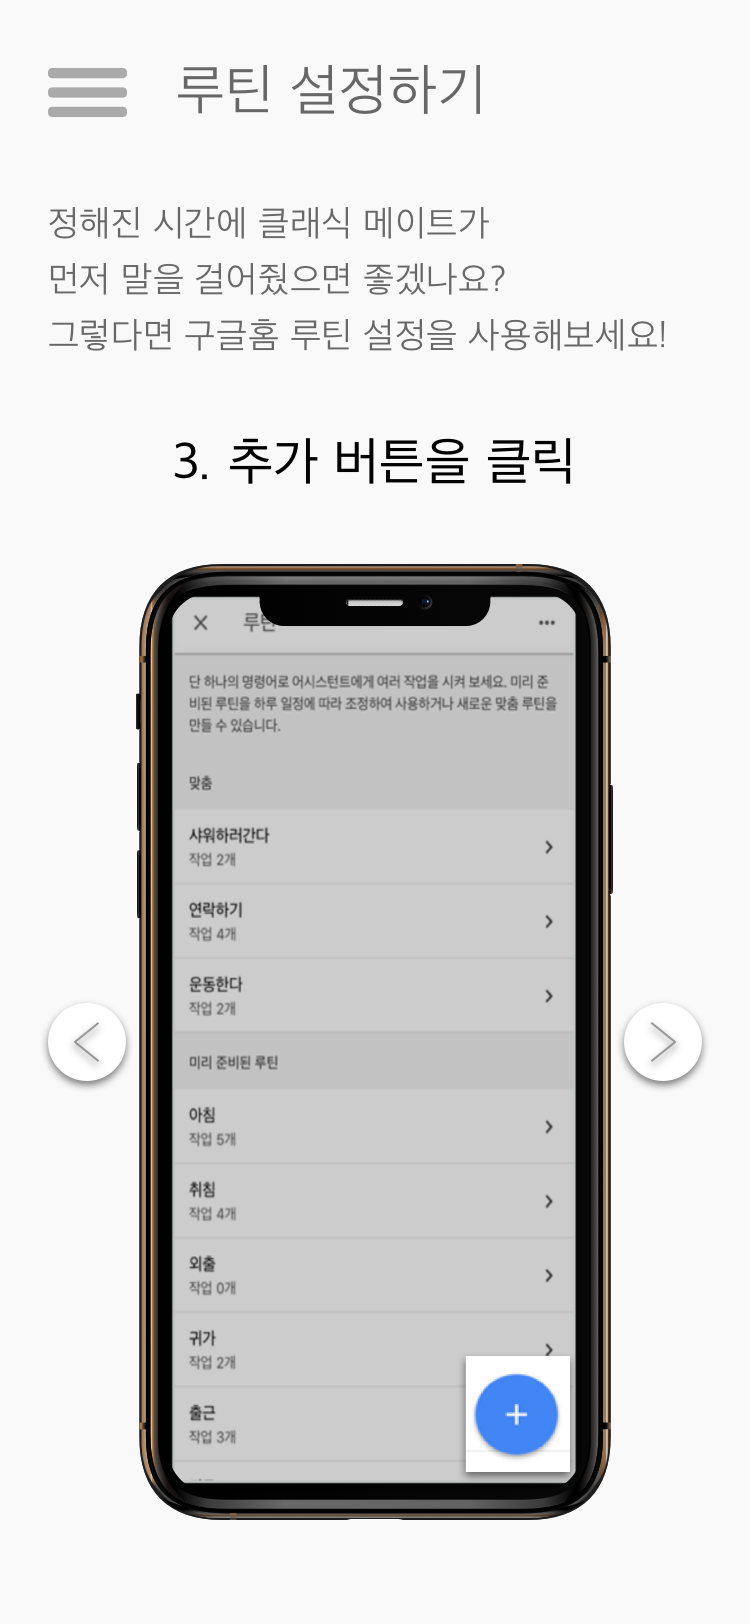 루틴 설정하기
정해진 시간에 클래식 메이트가
먼저 말을 걸어줬으면 좋겠나요?
그렇다면 구글홈 루틴 설정을 사용해보세요!
3. 추가 버튼을 클릭
루틴
단 하나의 명령어로 어시스턴트에게 여러 작업을 시켜 보세요. 미리 준
비된 루틴을 하루 일정에 따라 조정하여 사용하거나 새로운 맞춤 루틴을
만들 수 있습니다.
맞춤
샤워하러간다
작업 2개
연락하기
작업 4개
운동한다
작업 2개
미리 준비된 루틴
아침
작업 5개
취침
작업 4개
외출
작업 0개
귀가
작업 2개
출근
작업 3개